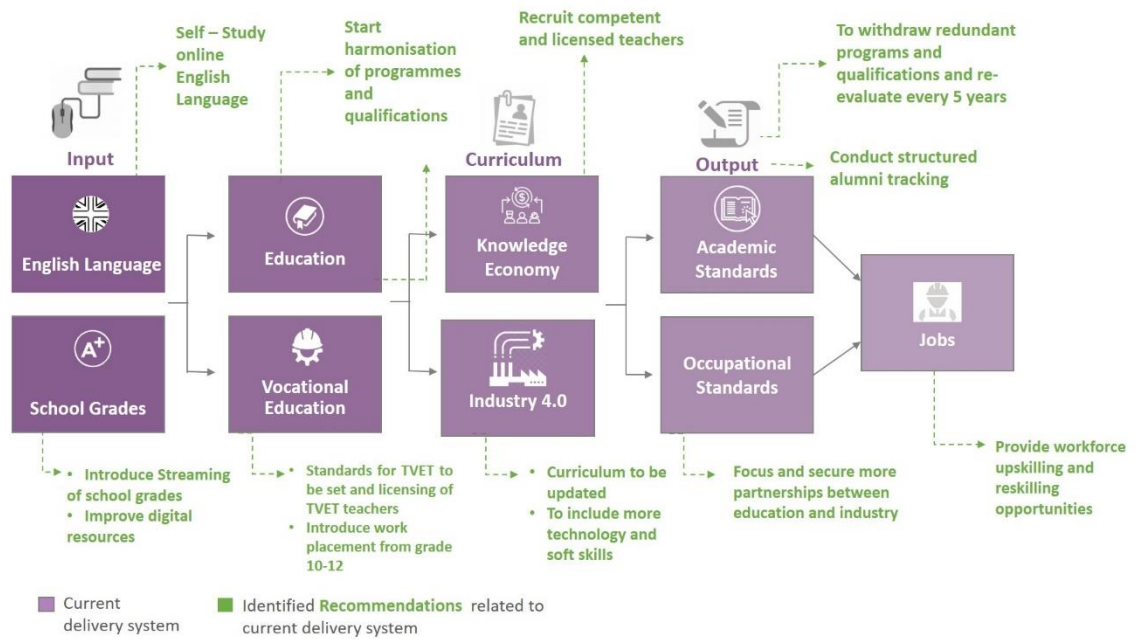 Self – Study
online
English
Language
Start
harmonisation
of programmes
and
qualifications
Recruit competent
and licensed teachers
To withdraw redundant
programs and
qualifications and re-
evaluate every 5 years
Input
Curriculum
Output
Conduct structured
alumni tracking
English Language
Education
Knowledge
Economy
Academic
Standards
A+
School Grades
Vocational
Education
Industry 4.0
Occupational
Standards
Jobs
• Introduce Streaming
of school grades
• Improve digital
resources
• Standards for TVET to
be set and licensing of
TVET teachers
• Introduce work
placement from grade
10-12
• Curriculum to be
updated
• To include more
technology and
soft skills
Focus and secure more
partnerships between
education and industry
Provide workforce
upskilling and
reskilling
opportunities
Current
delivery system
Identified Recommendations related to
current delivery system